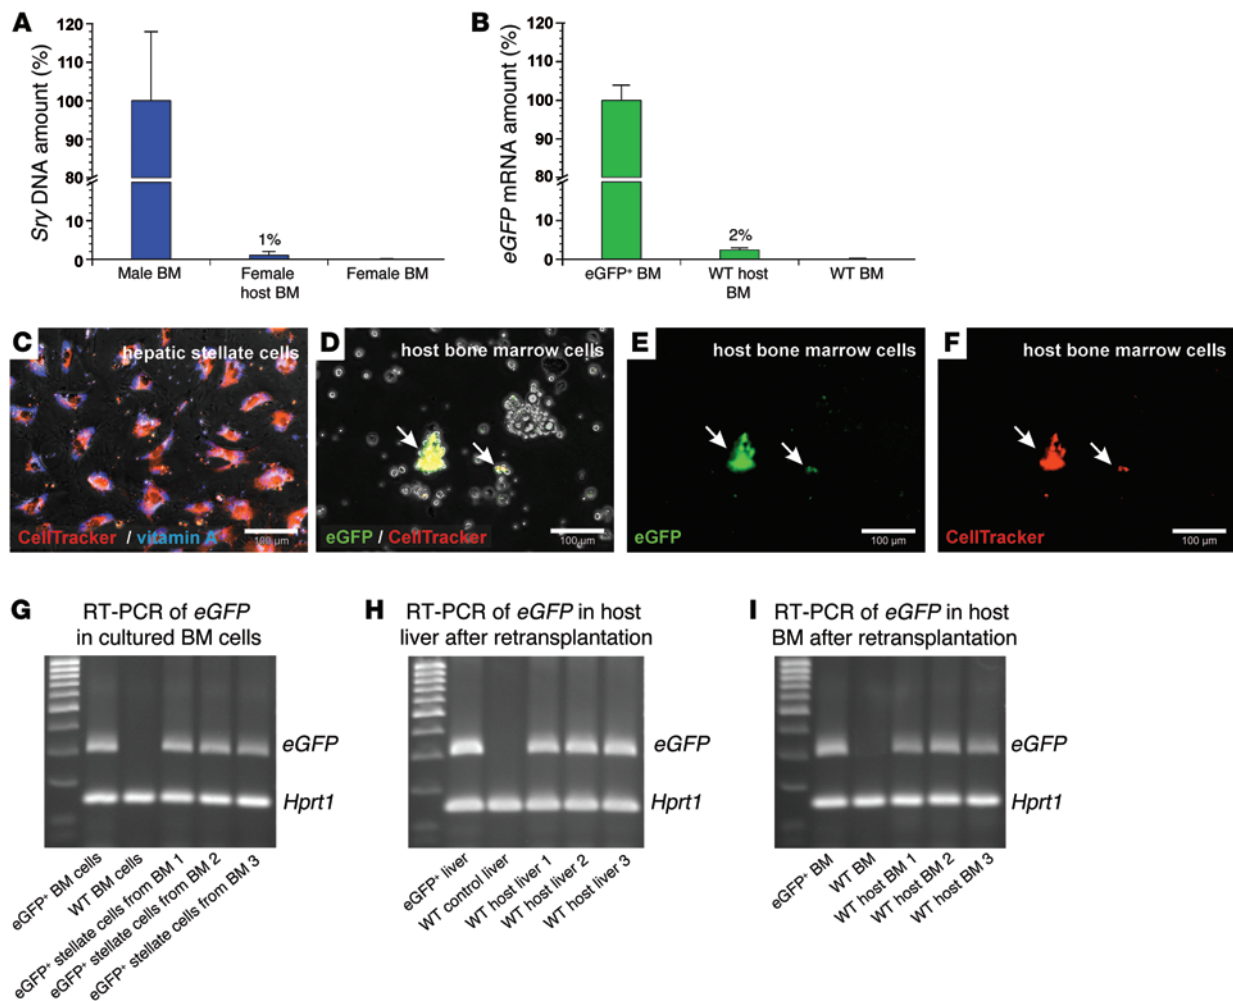 A
Sry DNA amount (%)
120
110
100
90
80
10
0
1%
Male BM
Female
host BM
Female BM
B
eGFP mRNA amount (%)
120
110
100
90
80
10
0
2%
eGFP⁺ BM
WT host
BM
WT BM
C
hepatic stellate cells
CellTracker / vitamin A
100 µm
D
host bone marrow cells
eGFP / CellTracker
100 µm
E
host bone marrow cells
eGFP
100 µm
F
host bone marrow cells
CellTracker
100 µm
G
RT-PCR of eGFP
in cultured BM cells
eGFP
Hprt1
eGFP⁺ BM cells
WT BM cells
eGFP⁺ stellate cells from BM 1
eGFP⁺ stellate cells from BM 2
eGFP⁺ stellate cells from BM 3
H
RT-PCR of eGFP in host
liver after retransplantation
eGFP
Hprt1
eGFP⁺ liver
WT control liver
WT host liver 1
WT host liver 2
WT host liver 3
I
RT-PCR of eGFP in host
BM after retransplantation
eGFP
Hprt1
eGFP⁺ BM
WT BM
WT host BM 1
WT host BM 2
WT host BM 3